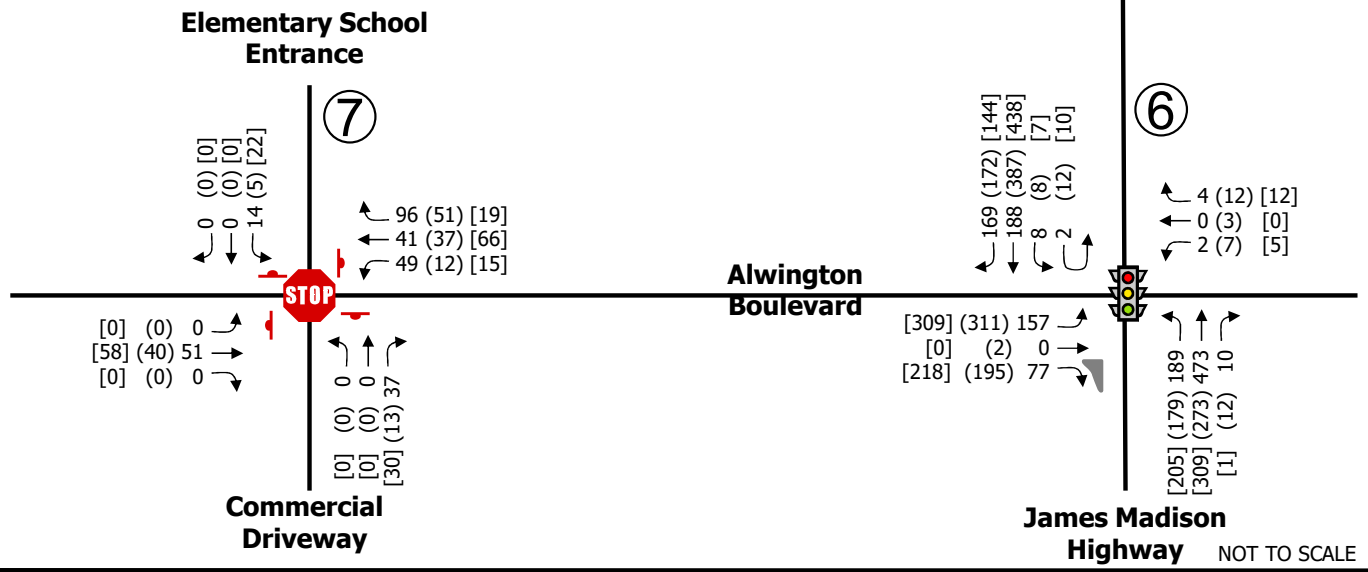 Elementary School
Entrance
7
0 (0) [0]
0 (0) [0]
14 (5) [22]
96 (51) [19]
41 (37) [66]
49 (12) [15]
STOP
[0] (0) 0
[58] (40) 51
[0] (0) 0
[0] (0) 0
[0] (0) 0
[30] (13) 37
Commercial
Driveway
Alwington
Boulevard
6
169 (172) [144]
188 (387) [438]
8 (8) [7]
2 (12) [10]
4 (12) [12]
0 (3) [0]
2 (7) [5]
[309] (311) 157
[0] (2) 0
[218] (195) 77
[205] (179) 189
[309] (273) 473
[1] (12) 10
James Madison
Highway
NOT TO SCALE